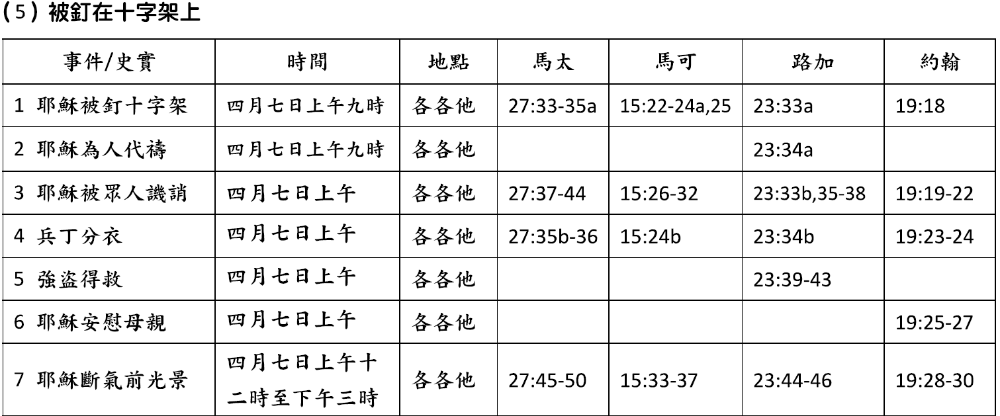 （5）被釘在十字架上
事件/史實 時間 地點 馬太 馬可 路加 約翰
1 耶穌被釘十字架 四月七日上午九時 各各他 27:33-35a 15:22-24a,25 23:33a 19:18
2 耶穌為人代禱 四月七日上午九時 各各他 23:34a
3 耶穌被眾人譏誚 四月七日上午 各各他 27:37-44 15:26-32 23:33b,35-38 19:19-22
4 兵丁分衣 四月七日上午 各各他 27:35b-36 15:24b 23:34b 19:23-24
5 強盜得救 四月七日上午 各各他 23:39-43
6 耶穌安慰母親 四月七日上午 各各他 19:25-27
7 耶穌斷氣前光景 四月七日上午十
二時至下午三時 各各他 27:45-50 15:33-37 23:44-46 19:28-30